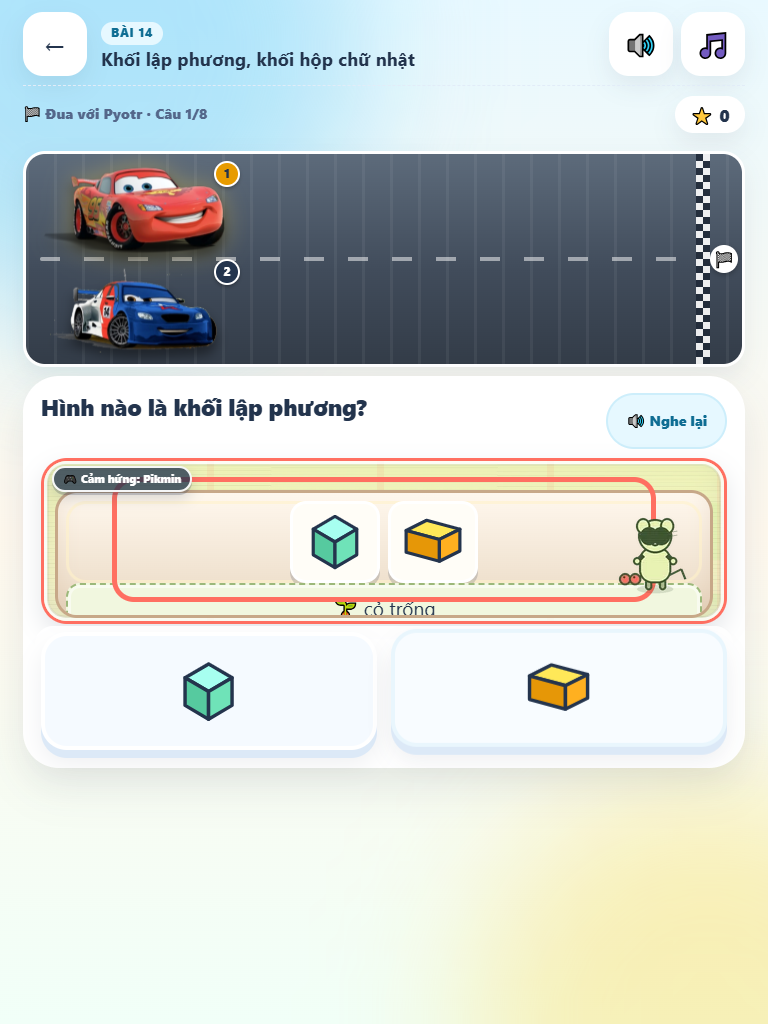 ←
BÀI 14
Khối lập phương, khối hộp chữ nhật
Đua với Pyotr · Câu 1/8
0
1
2
Hình nào là khối lập phương?
Nghe lại
Cảm hứng: Pikmin
cỏ trống